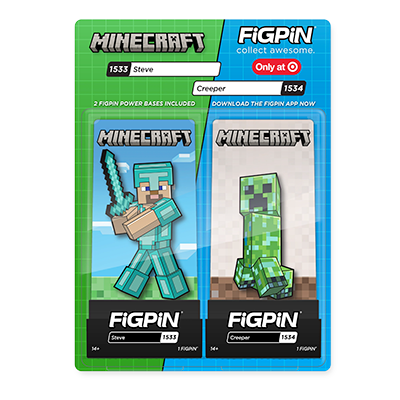 MINECRAFT
FiGPiN
collect awesome.
1533 Steve
Only at
Creeper 1534
2 FIGPIN POWER BASES INCLUDED
DOWNLOAD THE FIGPIN APP NOW
MINECRAFT
MINECRAFT
FiGPiN®
FiGPiN®
Steve 1533
Creeper 1534
14+ 1 FiGPiN®
14+ 1 FiGPiN®